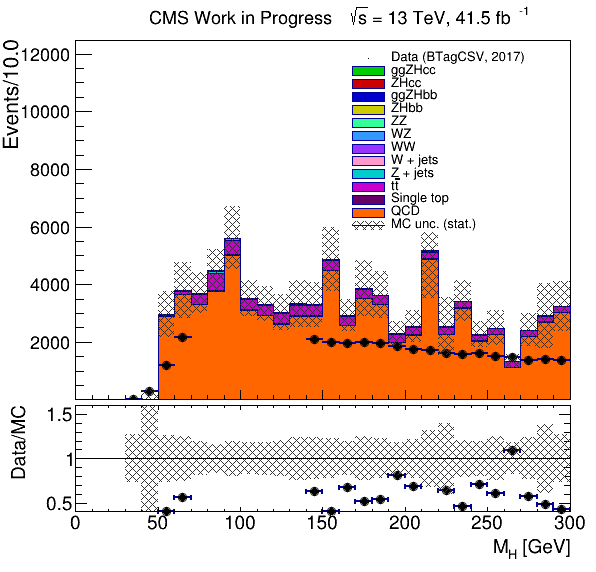 CMS Work in Progress √s = 13 TeV, 41.5 fb⁻¹
Events/10.0
12000
10000
8000
6000
4000
2000
Data (BTagCSV, 2017)
ggZHcc
ZHcc
ggZHbb
ZHbb
ZZ
WZ
WW
W + jets
Z + jets
tt̅
Single top
QCD
MC unc. (stat.)
Data/MC
1.5
1
0.5
0 50 100 150 200 250 300
M_H [GeV]